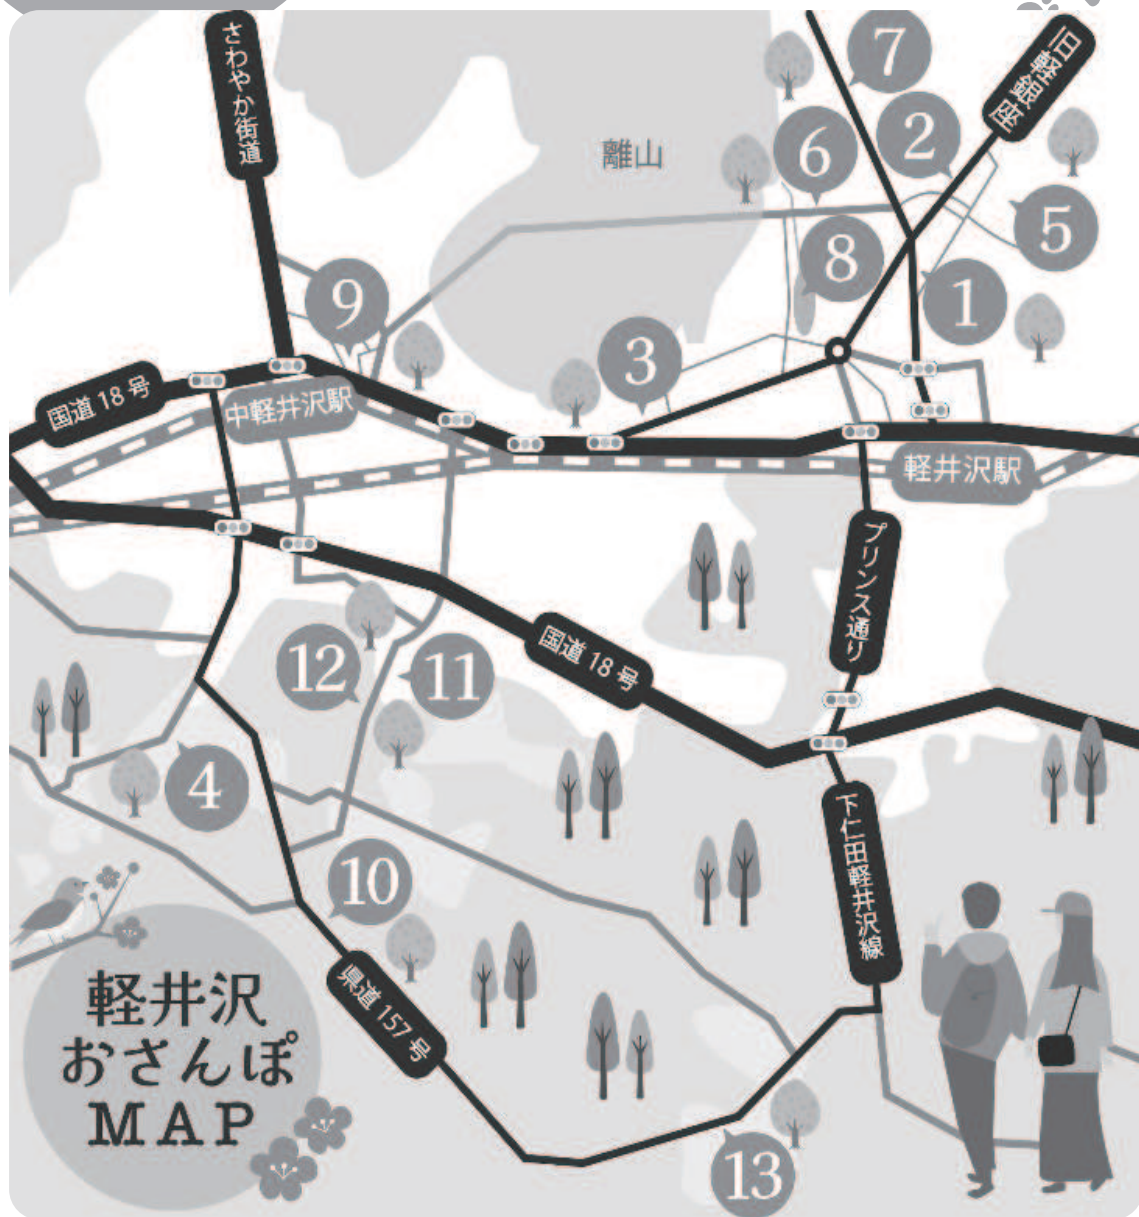 さわやか街道
旧軽銀座
離山
7
2
6
5
8
1
9
3
国道18号
中軽井沢駅
軽井沢駅
プリンス通り
国道18号
12
11
4
10
下仁田軽井沢線
県道157号
13
軽井沢
おさんぽ
MAP